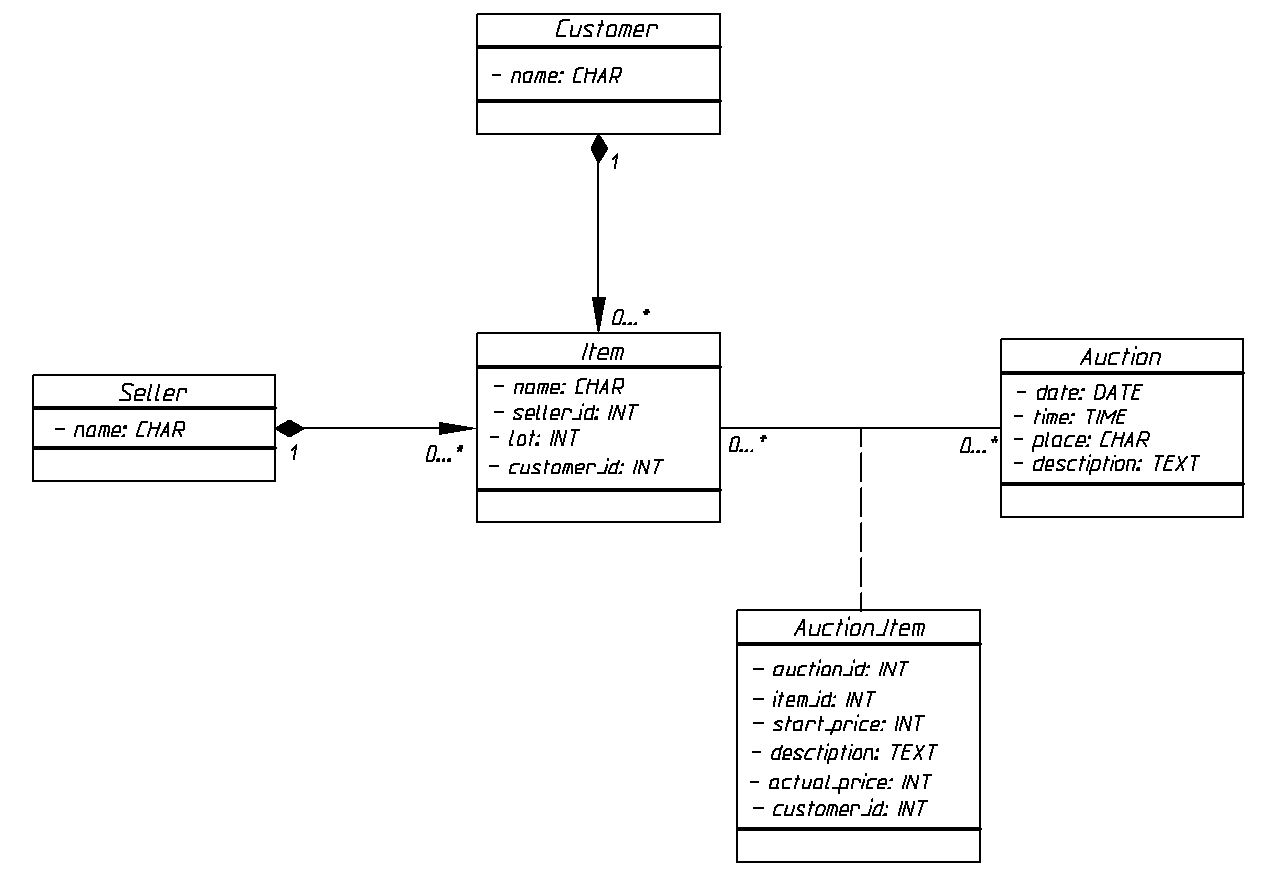 Customer
- name: CHAR
1
0...*
Item
- name: CHAR
- seller_id: INT
- lot: INT
- customer_id: INT
Seller
- name: CHAR
1
0...*
0...*
0...*
Auction
- date: DATE
- time: TIME
- place: CHAR
- desctiption: TEXT
Auction_Item
- auction_id: INT
- item_id: INT
- start_price: INT
- desctiption: TEXT
- actual_price: INT
- customer_id: INT